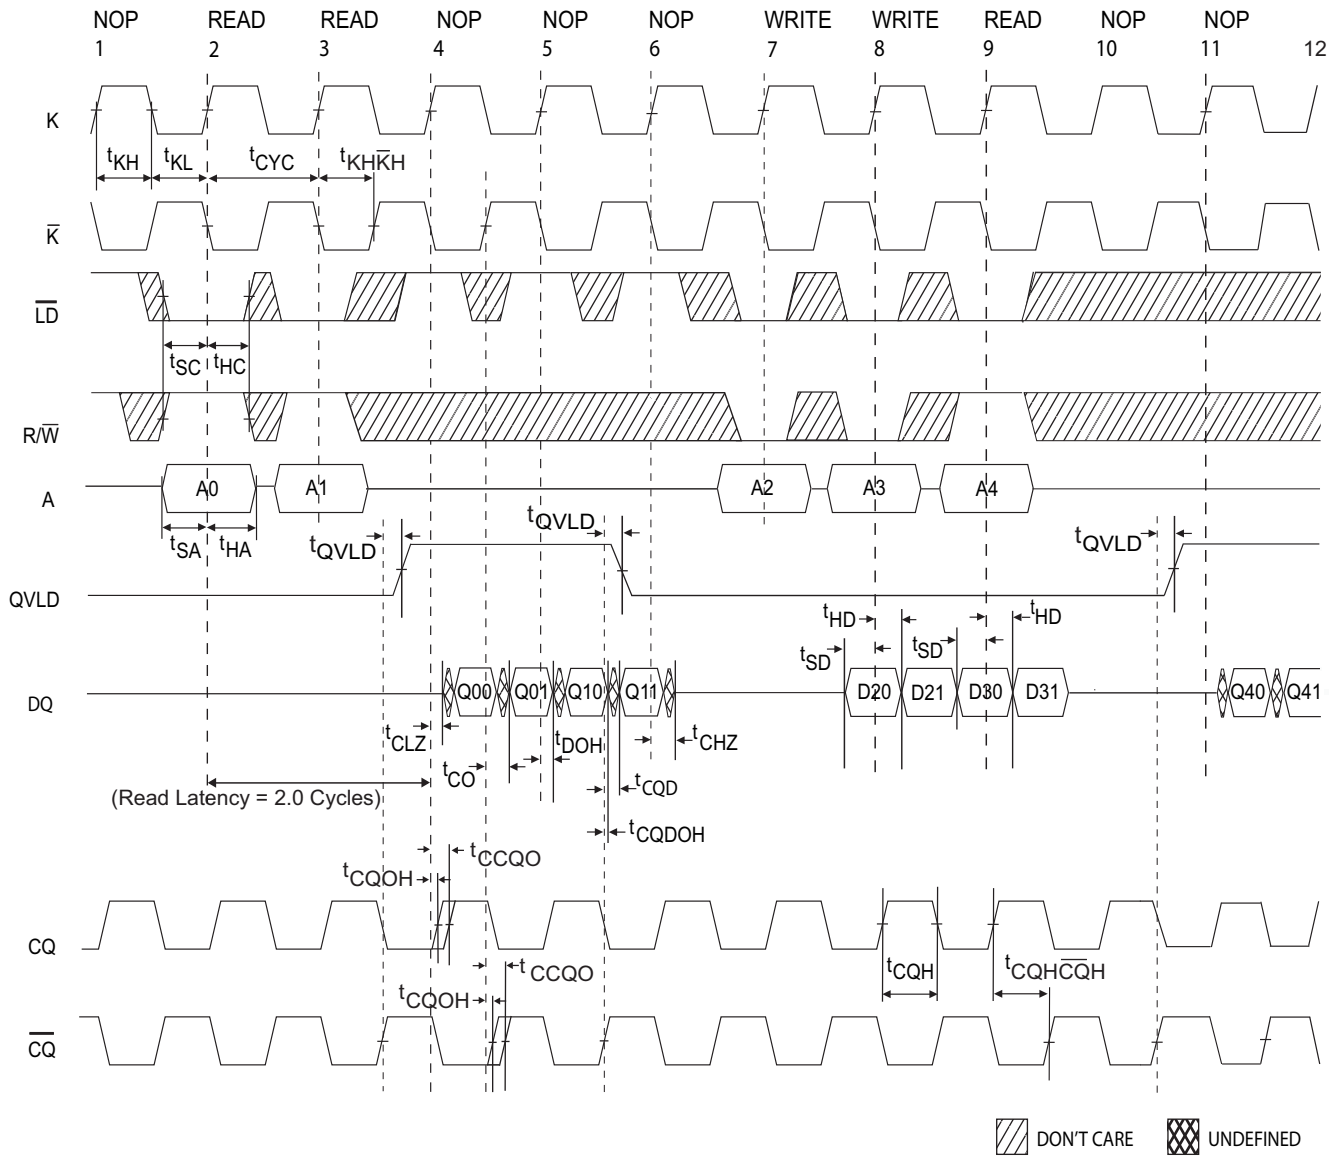 NOP READ READ NOP NOP NOP WRITE WRITE READ NOP NOP
1 2 3 4 5 6 7 8 9 10 11 12
K
tKH tKL tCYC tKHK̅H
K̅
L̅D̅
tSC tHC
R/W̅
A A0 A1 A2 A3 A4
tSA tHA tQVLD tQVLD tQVLD
QVLD
tHD tHD
tSD tSD
DQ Q00 Q01 Q10 Q11 D20 D21 D30 D31 Q40 Q41
tCLZ tDOH tCHZ
tCO tCQD
(Read Latency = 2.0 Cycles)
tCQDOH
tCCQO
tCQOH
CQ
tCCQO tCQH tCQHC̅Q̅H
tCQOH
C̅Q̅
DON'T CARE UNDEFINED